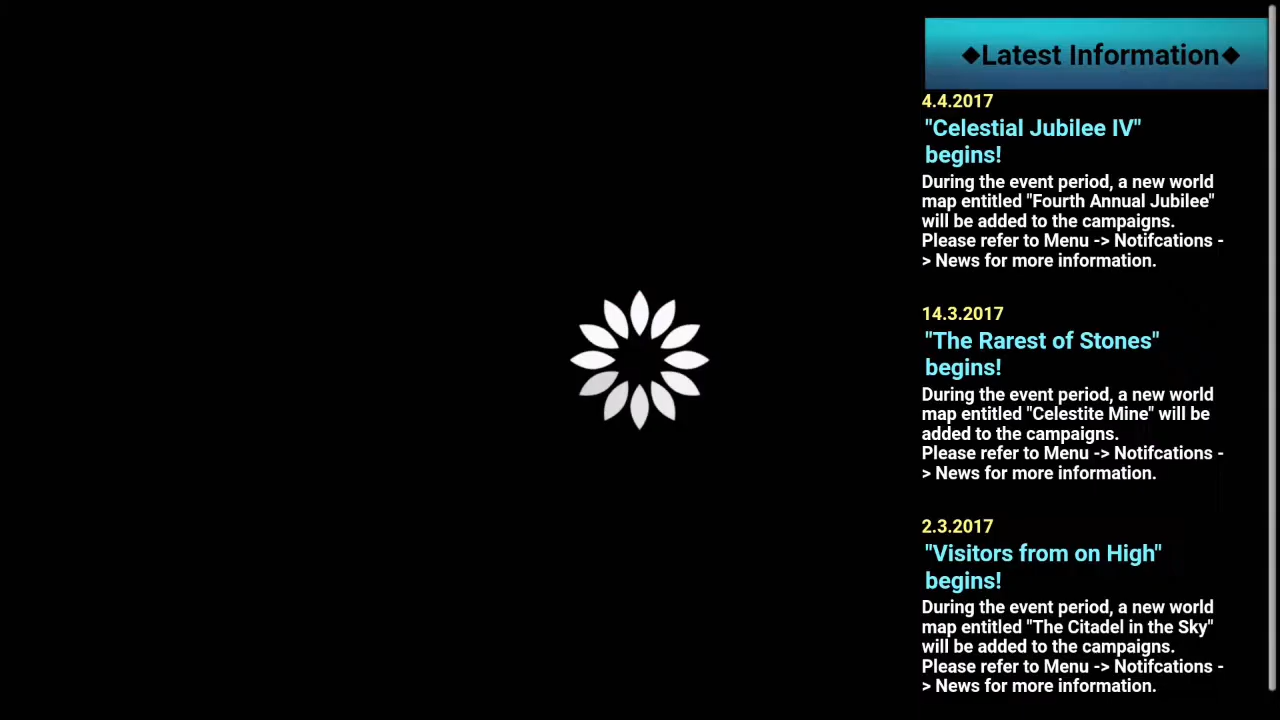 ◆Latest Information◆
4.4.2017
"Celestial Jubilee IV"
begins!
During the event period, a new world
map entitled "Fourth Annual Jubilee"
will be added to the campaigns.
Please refer to Menu -> Notifcations -
> News for more information.
14.3.2017
"The Rarest of Stones"
begins!
During the event period, a new world
map entitled "Celestite Mine" will be
added to the campaigns.
Please refer to Menu -> Notifcations -
> News for more information.
2.3.2017
"Visitors from on High"
begins!
During the event period, a new world
map entitled "The Citadel in the Sky"
will be added to the campaigns.
Please refer to Menu -> Notifcations -
> News for more information.